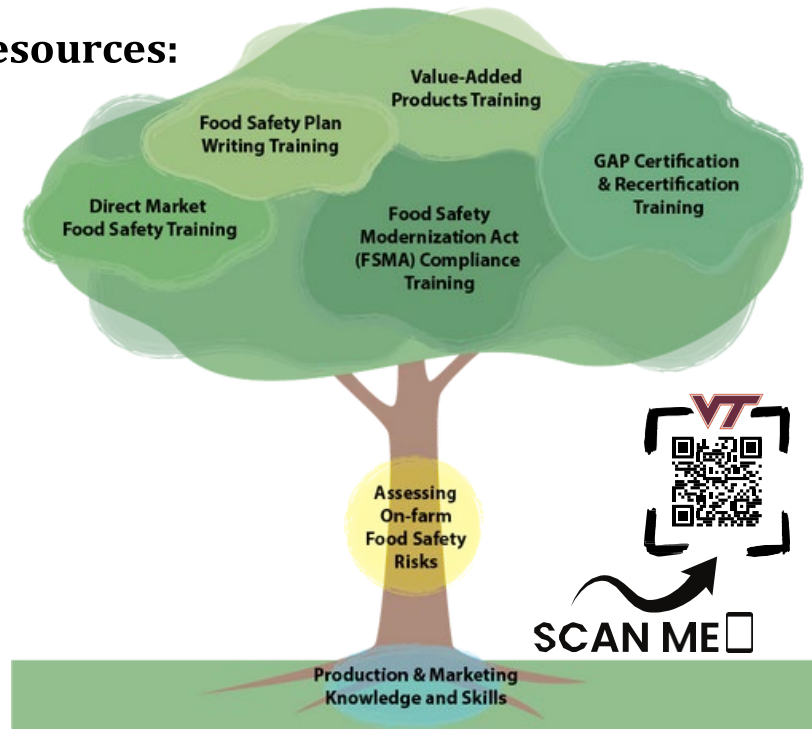 esources:
Value-Added
Products Training
Food Safety Plan
Writing Training
GAP Certification
& Recertification
Training
Direct Market
Food Safety Training
Food Safety
Modernization Act
(FSMA) Compliance
Training
VT
Assessing
On-farm
Food Safety
Risks
SCAN ME
Production & Marketing
Knowledge and Skills